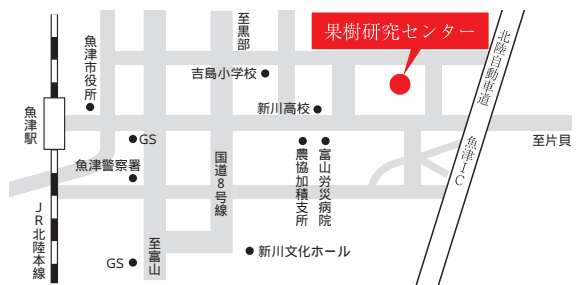 至黒部
果樹研究センター
北陸自動車道
魚津市役所
吉島小学校
新川高校
魚津駅
GS
至片貝
魚津IC
魚津警察署
国道8号線
農協加積支所
富山労災病院
JR北陸本線
至富山
新川文化ホール
GS